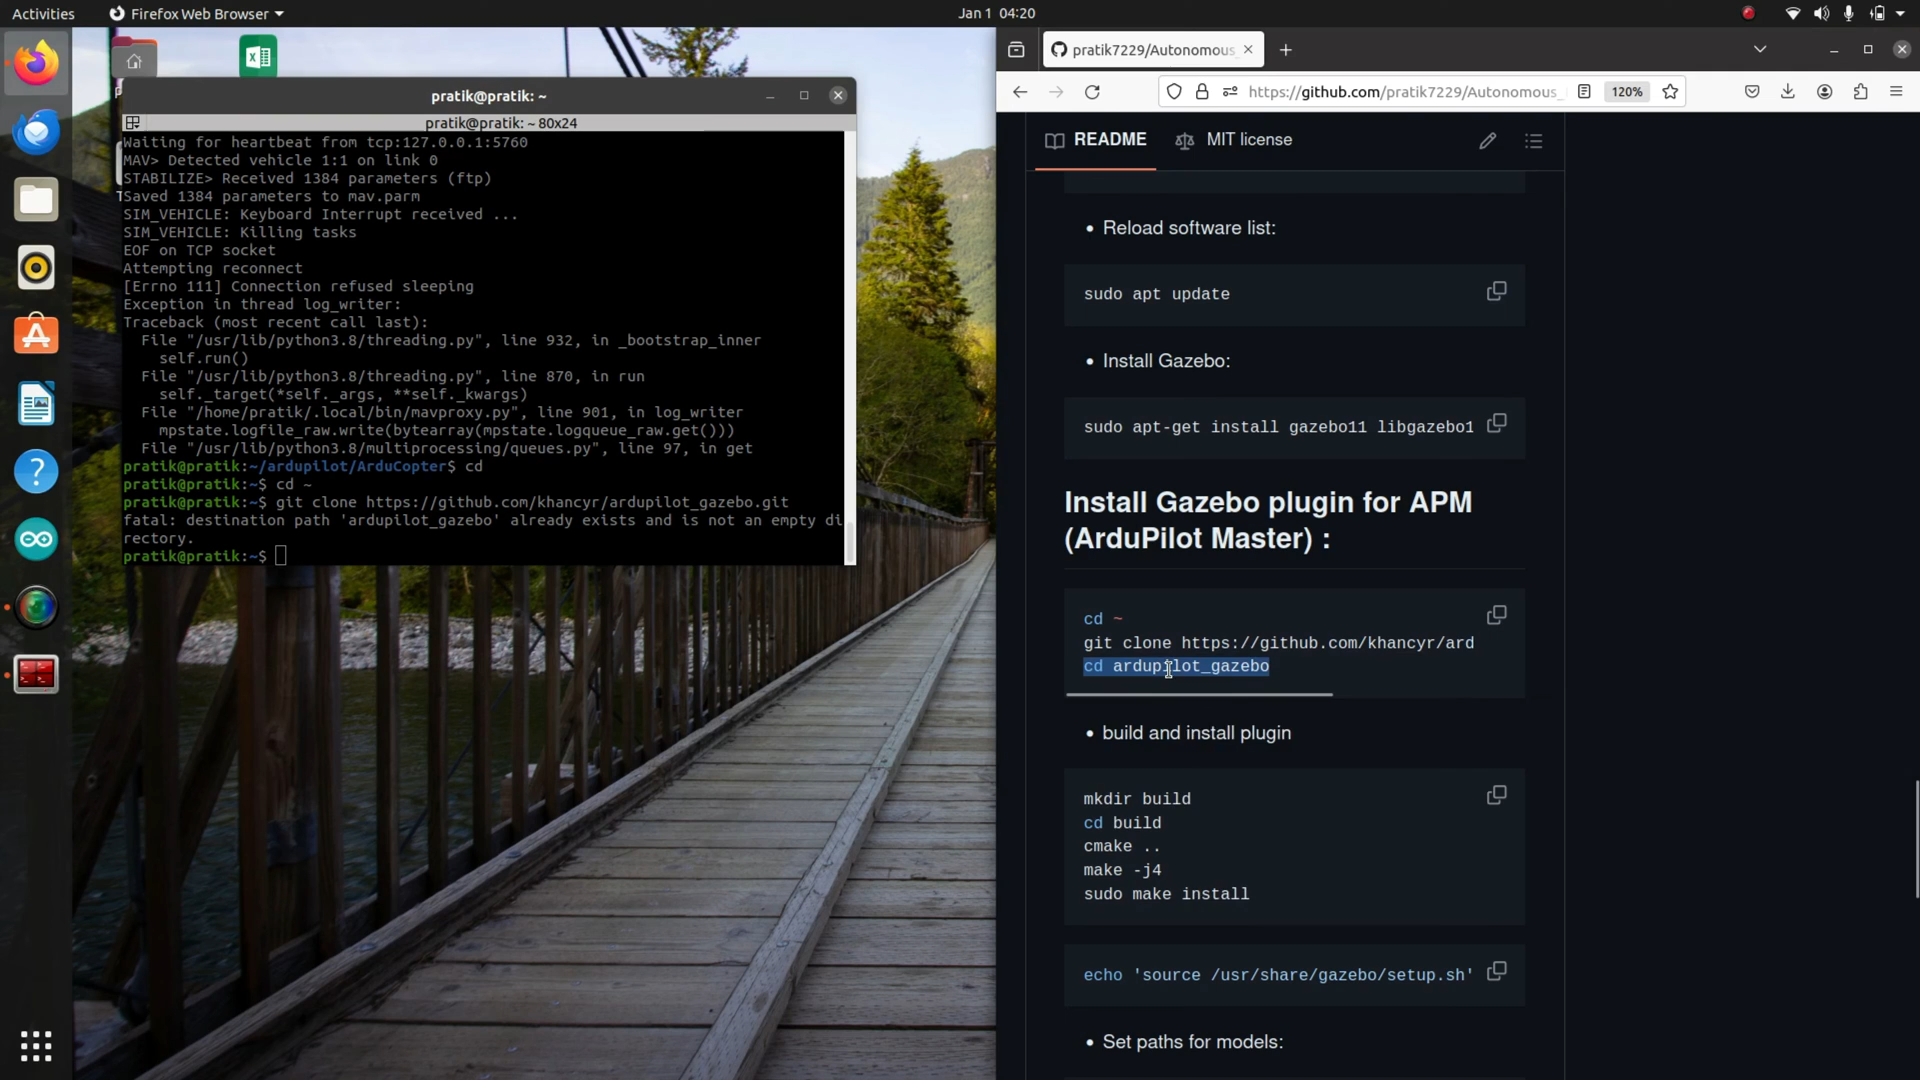 Activities
Firefox Web Browser
Jan 1 04:20
pratik@pratik: ~
pratik@pratik: ~ 80x24
Waiting for heartbeat from tcp:127.0.0.1:5760
MAV> Detected vehicle 1:1 on link 0
STABILIZE> Received 1384 parameters (ftp)
Saved 1384 parameters to mav.parm
SIM_VEHICLE: Keyboard Interrupt received ...
SIM_VEHICLE: Killing tasks
EOF on TCP socket
Attempting reconnect
[Errno 111] Connection refused sleeping
Exception in thread log_writer:
Traceback (most recent call last):
File "/usr/lib/python3.8/threading.py", line 932, in _bootstrap_inner
self.run()
File "/usr/lib/python3.8/threading.py", line 870, in run
self._target(*self._args, **self._kwargs)
File "/home/pratik/.local/bin/mavproxy.py", line 901, in log_writer
mpstate.logfile_raw.write(bytearray(mpstate.logqueue_raw.get()))
File "/usr/lib/python3.8/multiprocessing/queues.py", line 97, in get
pratik@pratik:~/ardupilot/ArduCopter$ cd
pratik@pratik:~$ cd ~
pratik@pratik:~$ git clone https://github.com/khancyr/ardupilot_gazebo.git
fatal: destination path 'ardupilot_gazebo' already exists and is not an empty di
rectory.
pratik@pratik:~$
pratik7229/Autonomous_
https://github.com/pratik7229/Autonomous_
120%
README
MIT license
• Reload software list:
sudo apt update
• Install Gazebo:
sudo apt-get install gazebo11 libgazebo1
Install Gazebo plugin for APM
(ArduPilot Master) :
cd ~
git clone https://github.com/khancyr/ard
cd ardupilot_gazebo
• build and install plugin
mkdir build
cd build
cmake ..
make -j4
sudo make install
echo 'source /usr/share/gazebo/setup.sh'
• Set paths for models: